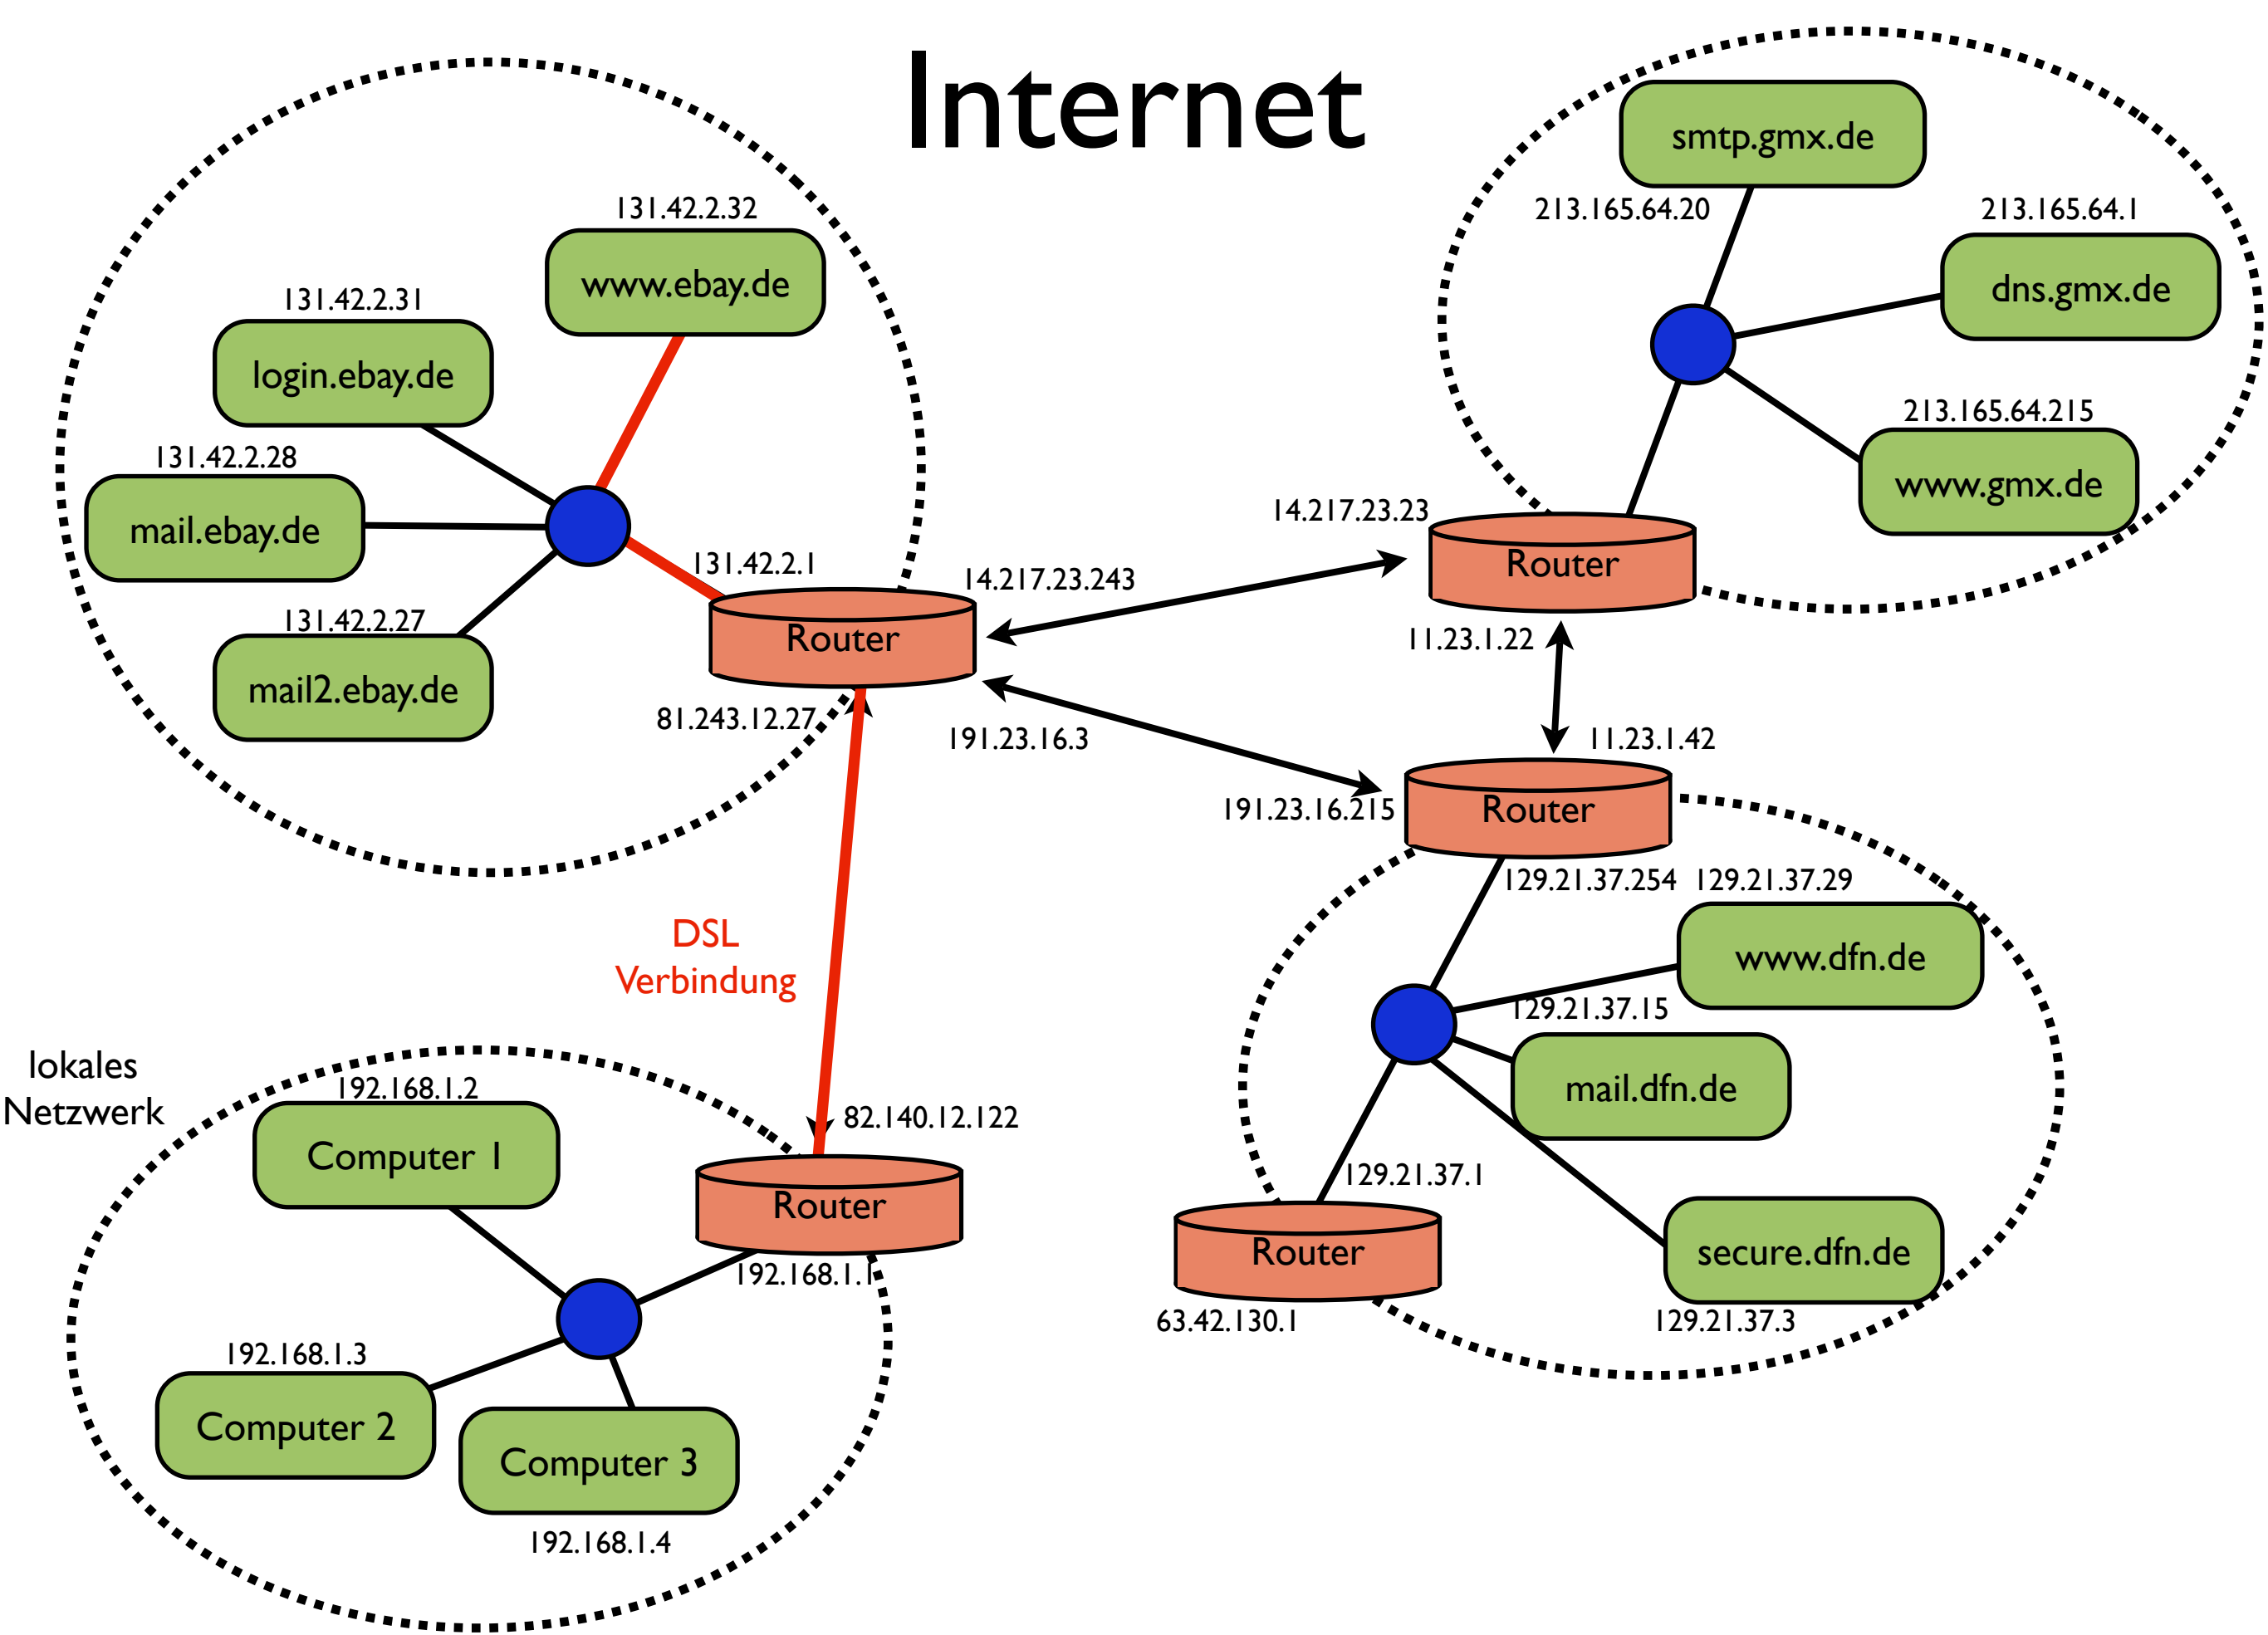 Internet
131.42.2.32
www.ebay.de
131.42.2.31
login.ebay.de
131.42.2.28
mail.ebay.de
131.42.2.27
mail2.ebay.de
131.42.2.1
Router
81.243.12.27
14.217.23.243
191.23.16.3
smtp.gmx.de
213.165.64.20
213.165.64.1
dns.gmx.de
213.165.64.215
www.gmx.de
14.217.23.23
Router
11.23.1.22
11.23.1.42
191.23.16.215
Router
129.21.37.254
129.21.37.29
www.dfn.de
129.21.37.15
mail.dfn.de
129.21.37.1
Router
63.42.130.1
secure.dfn.de
129.21.37.3
DSL
Verbindung
lokales
Netzwerk
192.168.1.2
Computer 1
82.140.12.122
Router
192.168.1.1
192.168.1.3
Computer 2
Computer 3
192.168.1.4